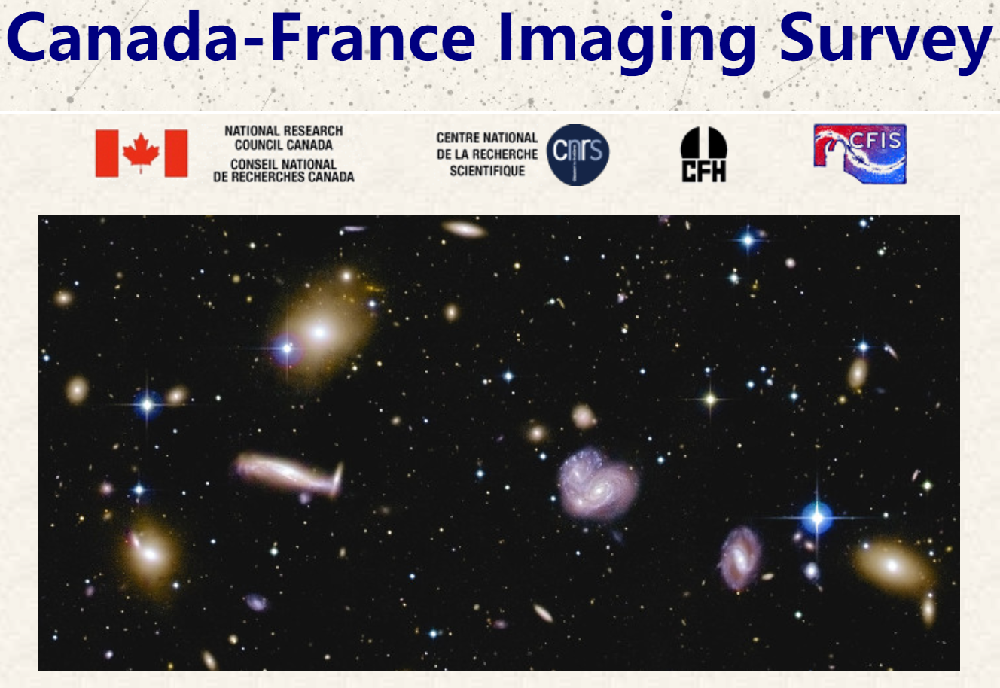 Canada-France Imaging Survey
NATIONAL RESEARCH
COUNCIL CANADA
CONSEIL NATIONAL
DE RECHERCHES CANADA
CENTRE NATIONAL
DE LA RECHERCHE
SCIENTIFIQUE
cnrs
CFH
CFIS